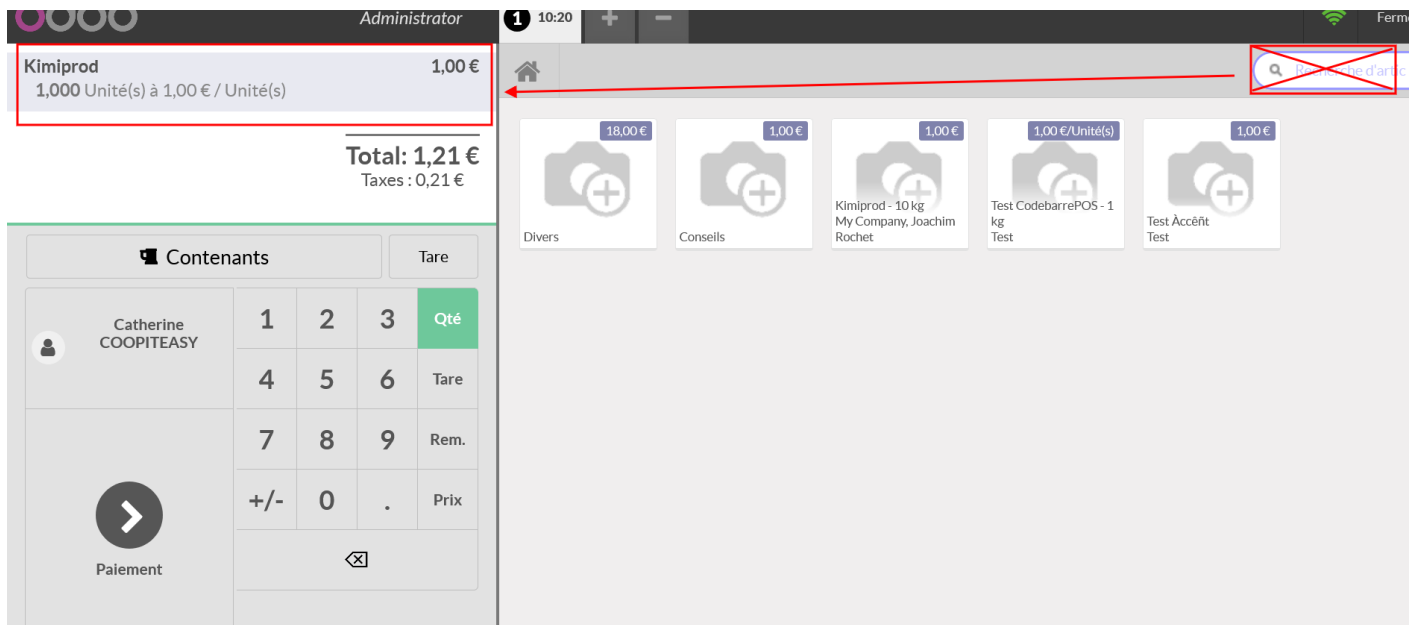 Administrator
1 10:20 + −
Kimiprod 1,00 €
1,000 Unité(s) à 1,00 € / Unité(s)
Total: 1,21 €
Taxes : 0,21 €
Contenants
Tare
Catherine
COOPITEASY
1 2 3 Qté
4 5 6 Tare
7 8 9 Rem.
+/- 0 . Prix
Paiement
Ferm
Recherche d'artic
18,00 €
Divers
1,00 €
Conseils
1,00 €
Kimiprod - 10 kg
My Company, Joachim
Rochet
1,00 €/Unité(s)
Test CodebarrePOS - 1
kg
Test
1,00 €
Test Àccêñt
Test